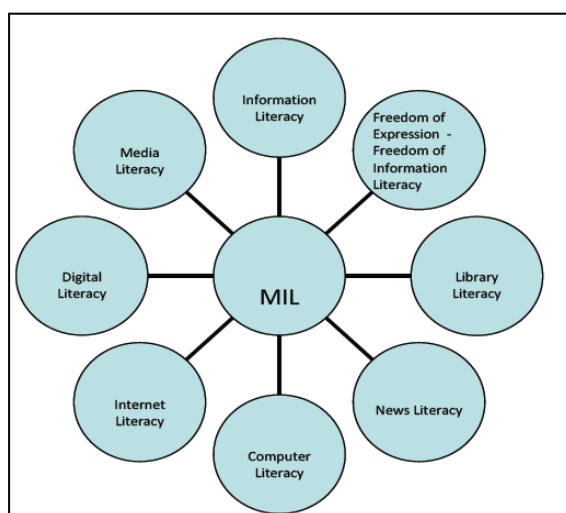 Information
Literacy
Freedom of
Expression -
Freedom of
Information
Literacy
Media
Literacy
Digital
Literacy
MIL
Library
Literacy
Internet
Literacy
News Literacy
Computer
Literacy